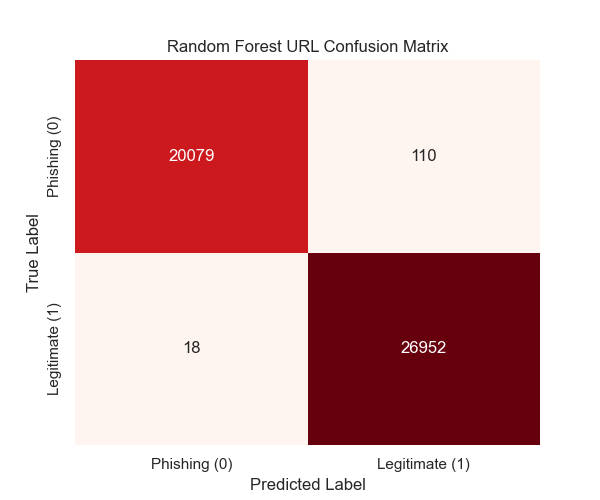 Random Forest URL Confusion Matrix
True Label
Phishing (0)
20079
110
Legitimate (1)
18
26952
Phishing (0)
Legitimate (1)
Predicted Label